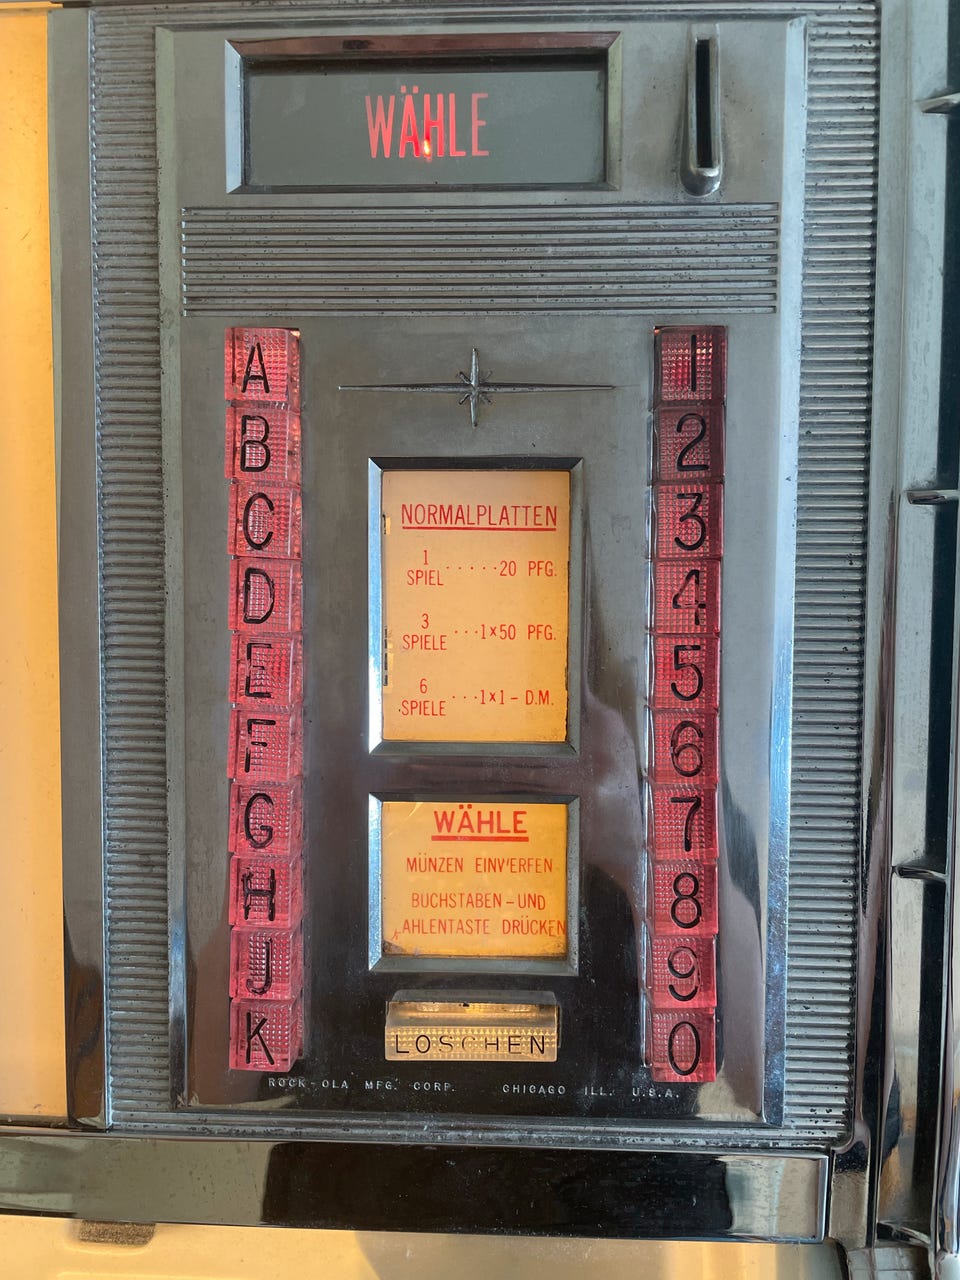 WÄHLE
A
B
C
D
E
F
G
H
J
K
NORMALPLATTEN
1 SPIEL ·····20 PFG.
3 SPIELE ···1×50 PFG.
6 SPIELE ···1×1- D.M.
WÄHLE
MÜNZEN EINWERFEN
BUCHSTABEN-UND
AHLENTASTE DRÜCKEN
LOSCHEN
1
2
3
4
5
6
7
8
9
0
ROCK-OLA MFG. CORP. CHICAGO ILL. U.S.A.